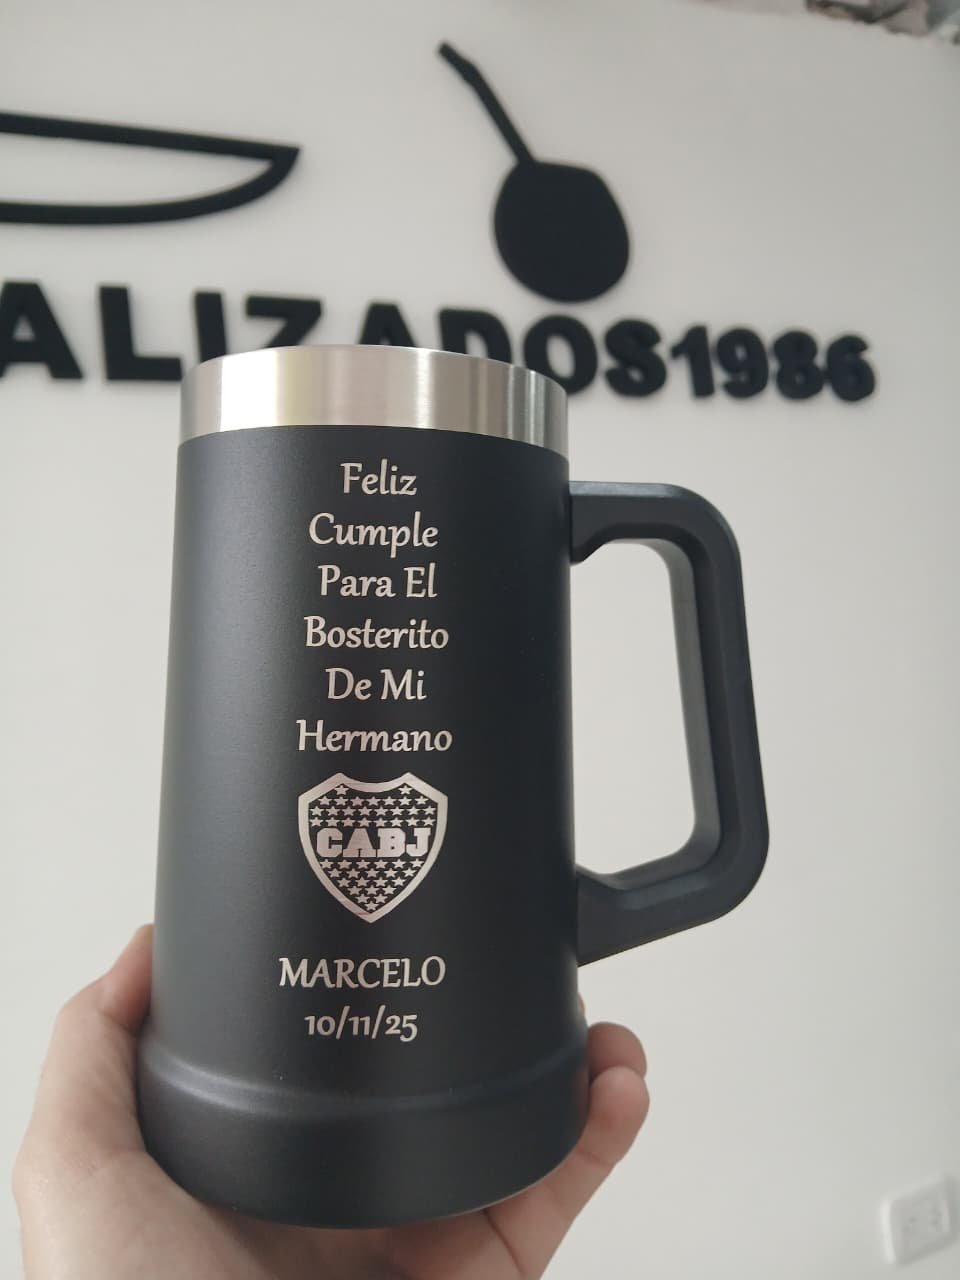 ALIZADOS1986
Feliz
Cumple
Para El
Bosterito
De Mi
Hermano
CABJ
MARCELO
10/11/25